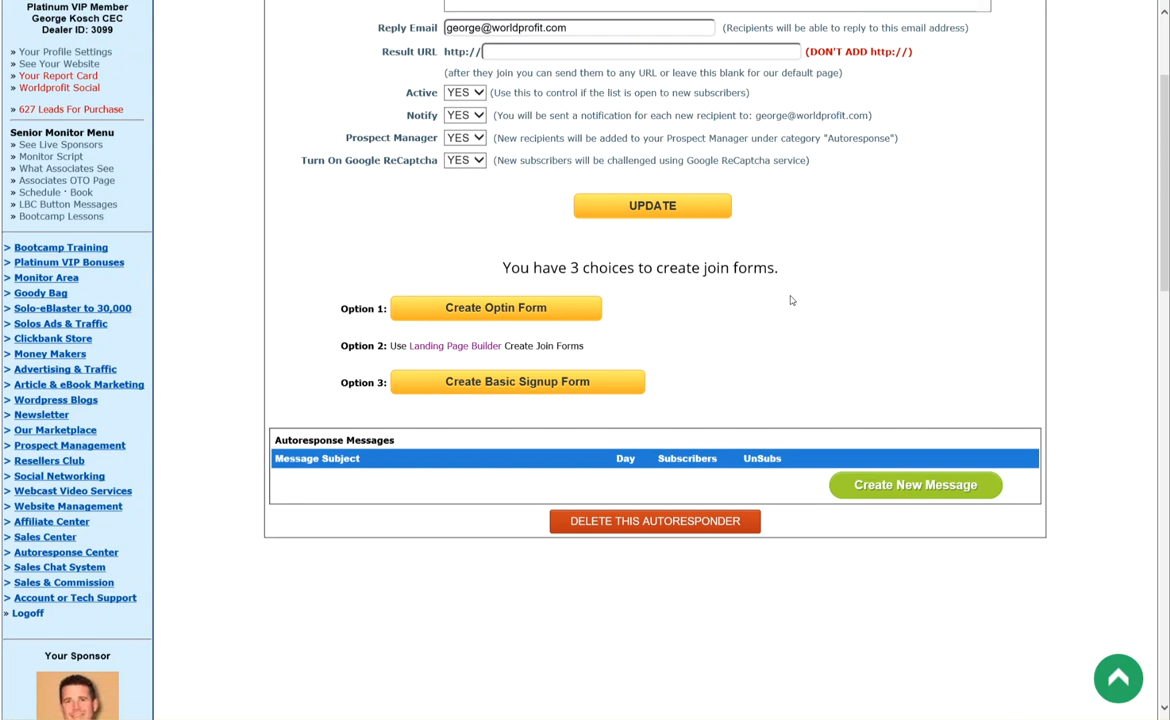 Platinum VIP Member
George Kosch CEC
Dealer ID: 3099
» Your Profile Settings
» See Your Website
» Your Report Card
» Worldprofit Social
» 627 Leads For Purchase
Senior Monitor Menu
» See Live Sponsors
» Monitor Script
» What Associates See
» Associates OTO Page
» Schedule · Book
» LBC Button Messages
» Bootcamp Lessons
> Bootcamp Training
> Platinum VIP Bonuses
> Monitor Area
> Goody Bag
> Solo-eBlaster to 30,000
> Solos Ads & Traffic
> Clickbank Store
> Money Makers
> Advertising & Traffic
> Article & eBook Marketing
> Wordpress Blogs
> Newsletter
> Our Marketplace
> Prospect Management
> Resellers Club
> Social Networking
> Webcast Video Services
> Website Management
> Affiliate Center
> Sales Center
> Autoresponse Center
> Sales Chat System
> Sales & Commission
> Account or Tech Support
» Logoff
Your Sponsor
Reply Email george@worldprofit.com (Recipients will be able to reply to this email address)
Result URL http:// (DON'T ADD http://)
(after they join you can send them to any URL or leave this blank for our default page)
Active YES (Use this to control if the list is open to new subscribers)
Notify YES (You will be sent a notification for each new recipient to: george@worldprofit.com)
Prospect Manager YES (New recipients will be added to your Prospect Manager under category "Autoresponse")
Turn On Google ReCaptcha YES (New subscribers will be challenged using Google ReCaptcha service)
UPDATE
You have 3 choices to create join forms.
Option 1: Create Optin Form
Option 2: Use Landing Page Builder Create Join Forms
Option 3: Create Basic Signup Form
Autoresponse Messages
Message Subject Day Subscribers UnSubs
Create New Message
DELETE THIS AUTORESPONDER